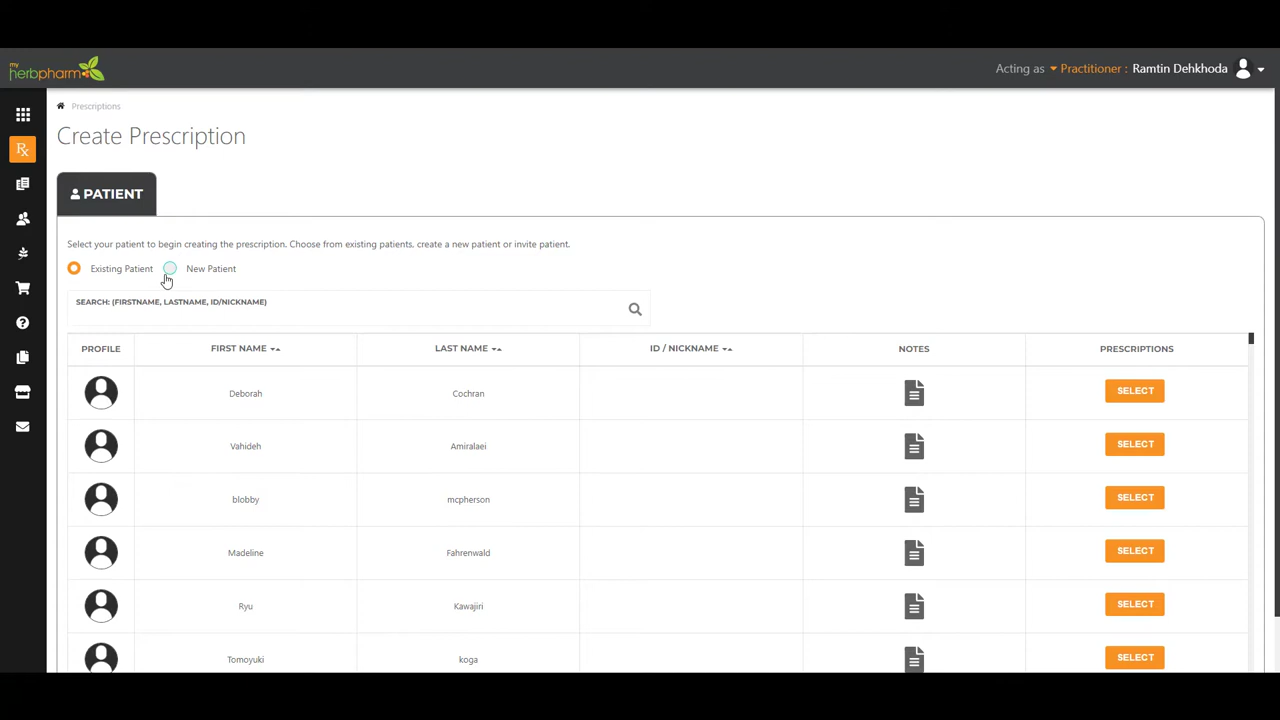 my
herbpharm
Acting as Practitioner : Ramtin Dehkhoda
Prescriptions
Create Prescription
Rx
PATIENT
Select your patient to begin creating the prescription. Choose from existing patients, create a new patient or invite patient.
Existing Patient New Patient
SEARCH: (FIRSTNAME, LASTNAME, ID/NICKNAME)
PROFILE FIRST NAME LAST NAME ID / NICKNAME NOTES PRESCRIPTIONS
Deborah Cochran SELECT
Vahideh Amiralaei SELECT
blobby mcpherson SELECT
Madeline Fahrenwald SELECT
Ryu Kawajiri SELECT
Tomoyuki koga SELECT